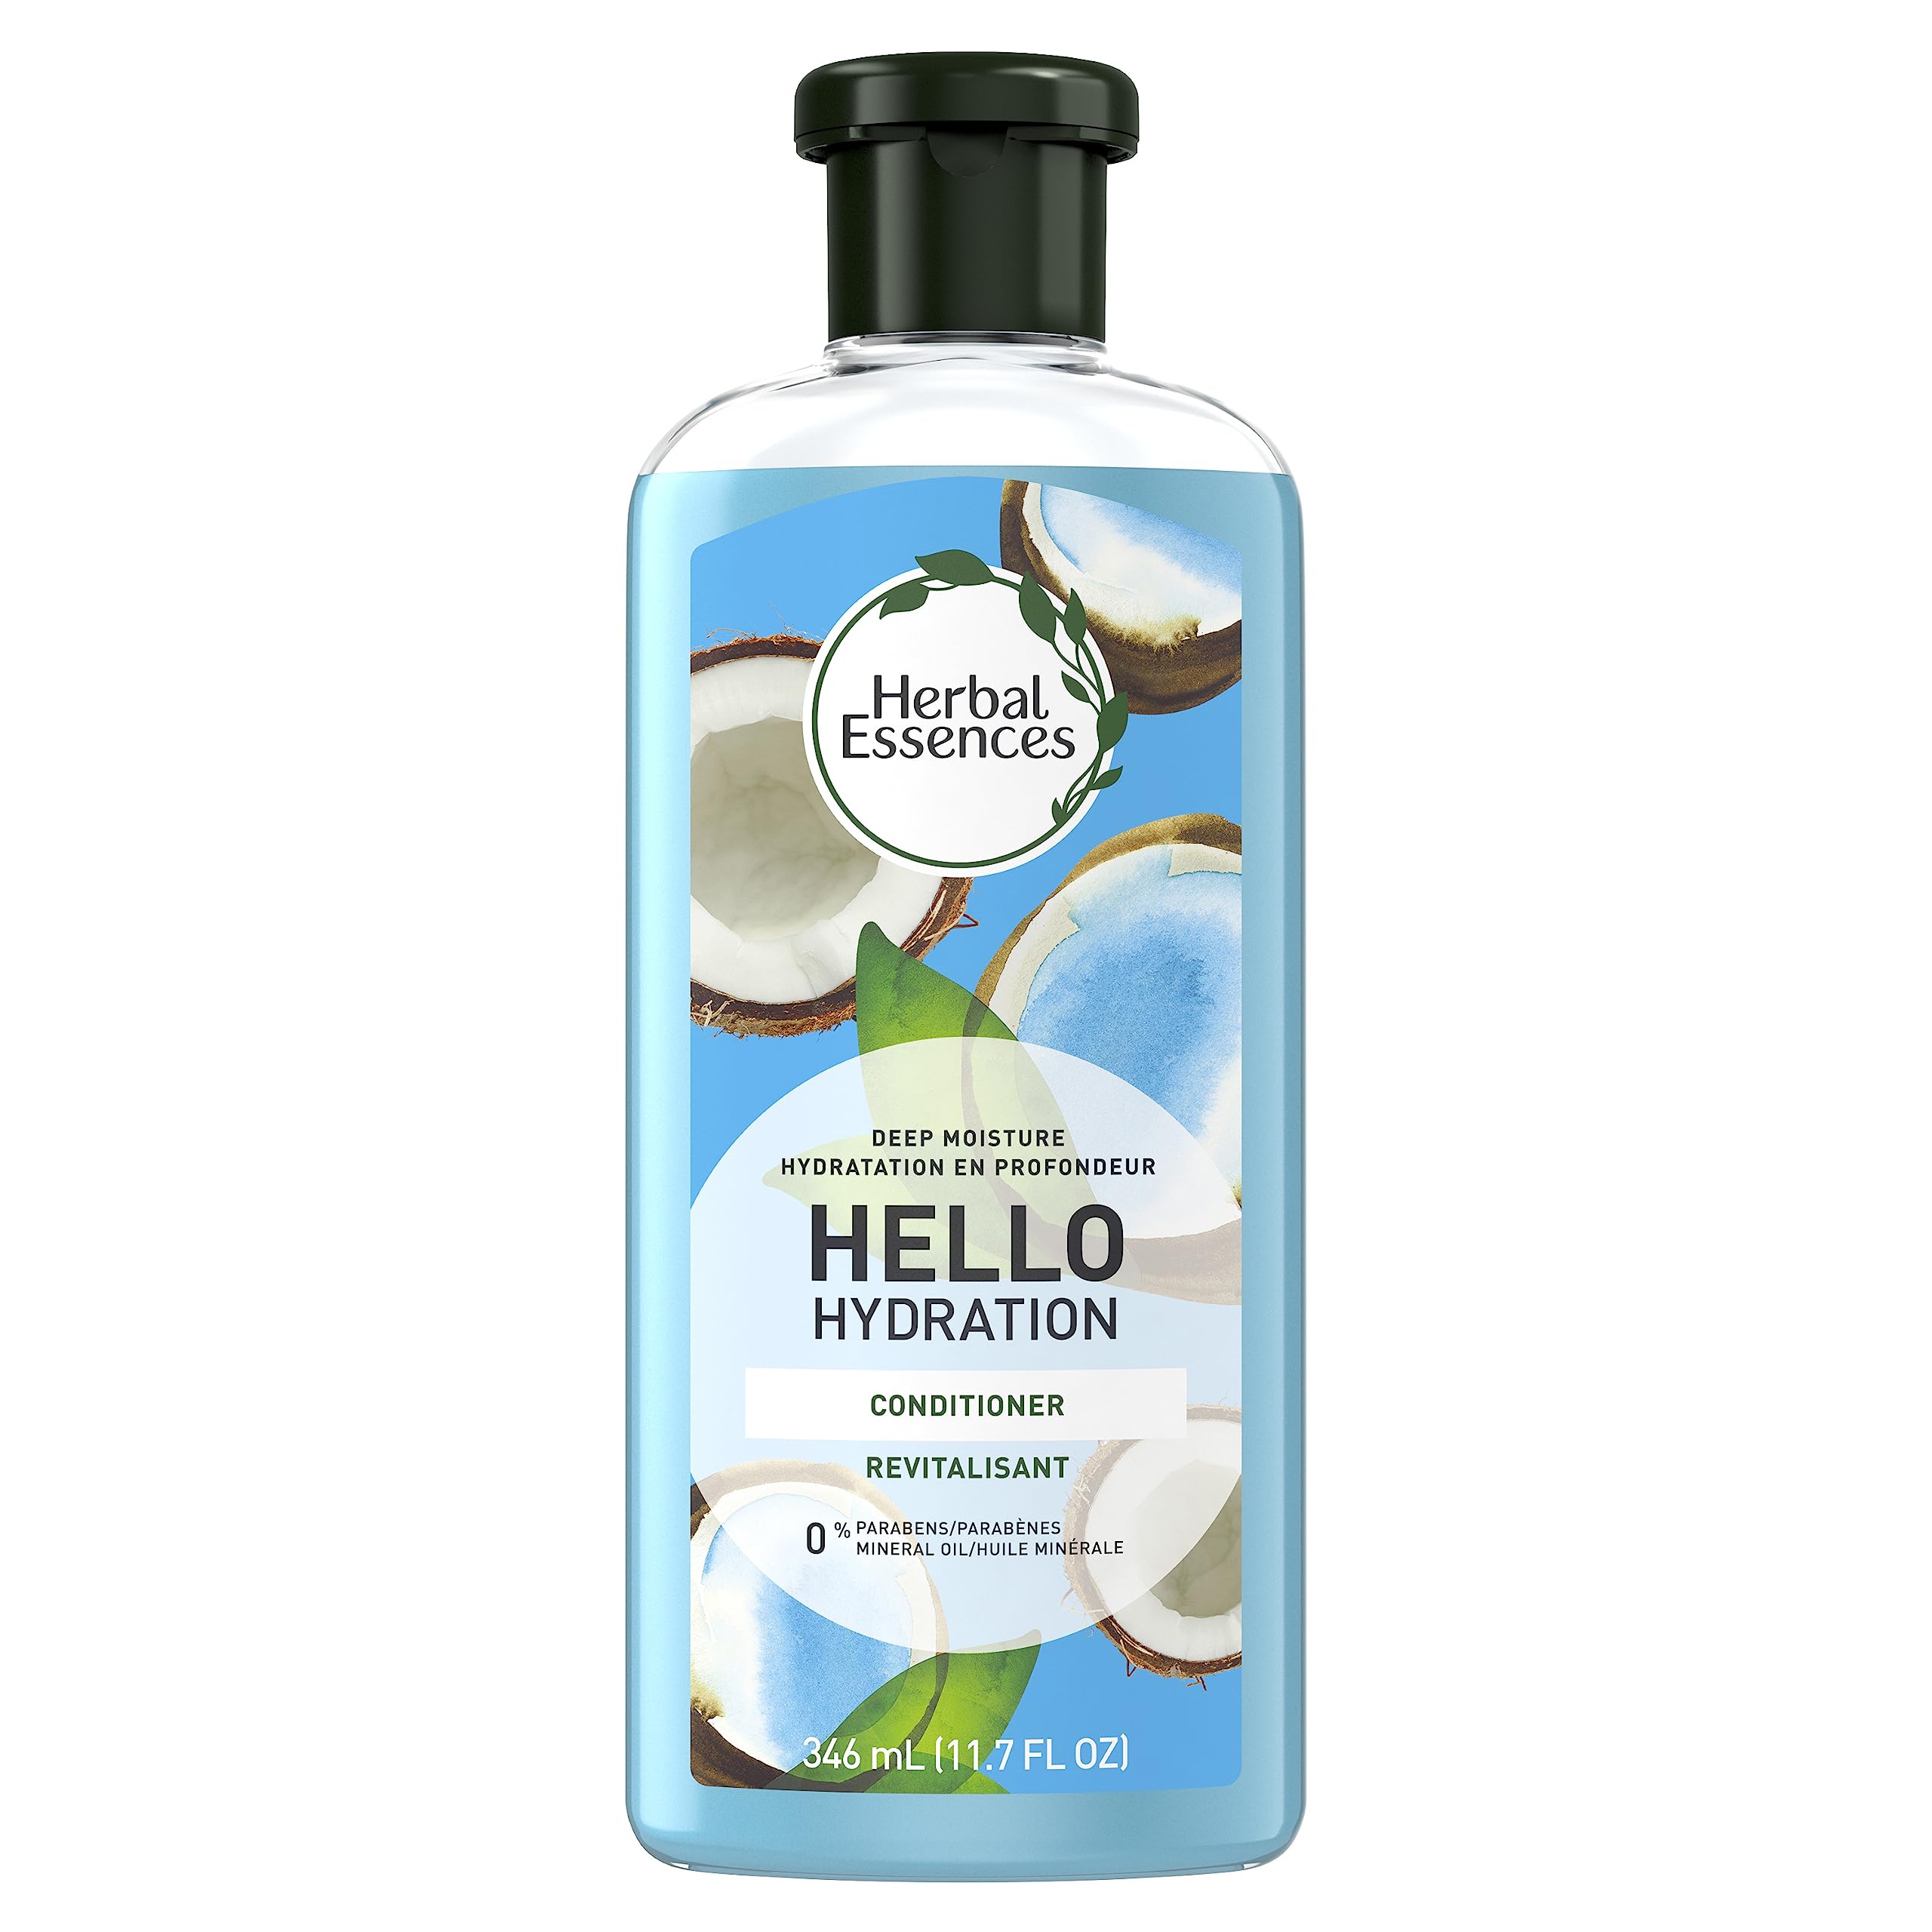 Herbal
Essences
DEEP MOISTURE
HYDRATATION EN PROFONDEUR
HELLO
HYDRATION
CONDITIONER
REVITALISANT
0% PARABENS/PARABÈNES
MINERAL OIL/HUILE MINÉRALE
346 mL (11.7 FL OZ)